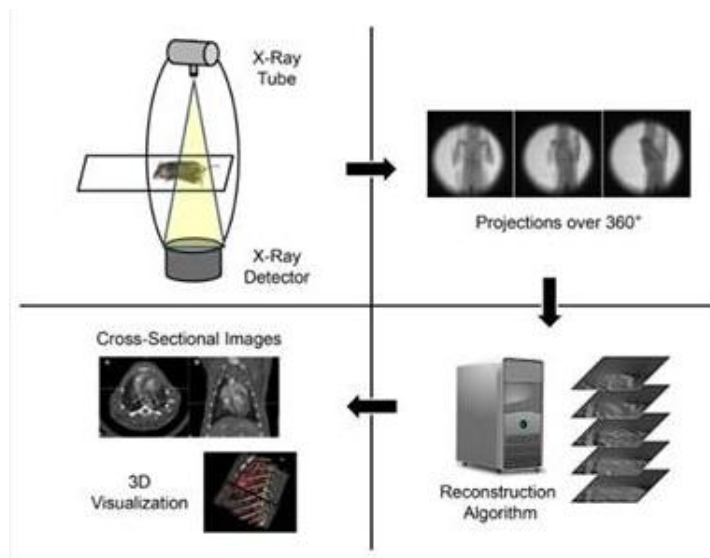 X-Ray
Tube
X-Ray
Detector
Projections over 360°
Reconstruction
Algorithm
Cross-Sectional Images
3D
Visualization